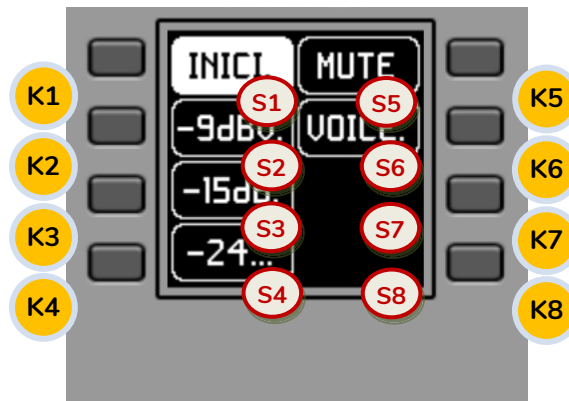 INICI.
MUTE
K1
S1
S5
K5
-9dBv.
VOICE.
K2
S2
S6
K6
-15dB.
K3
S3
S7
K7
-24...
K4
S4
S8
K8